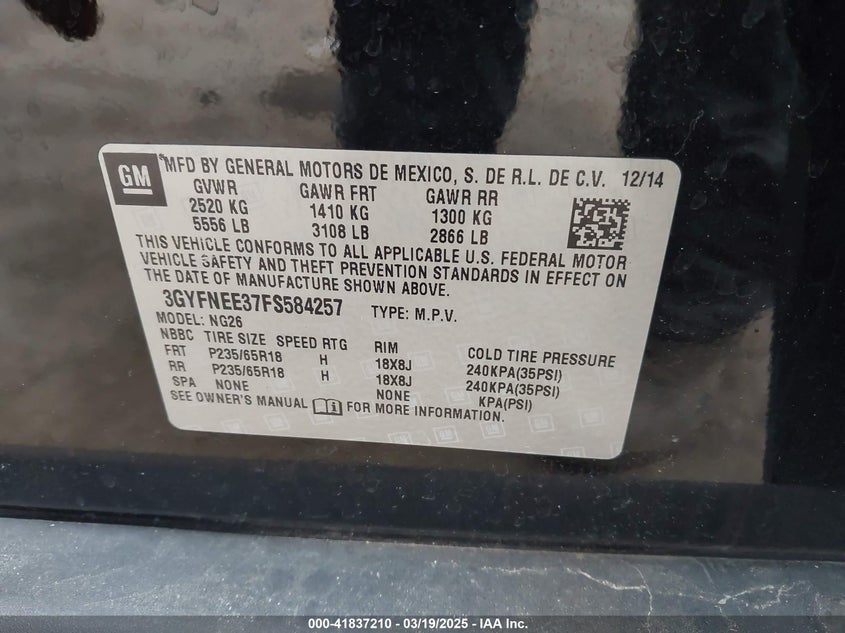 GM
MFD BY GENERAL MOTORS DE MEXICO, S. DE R.L. DE C.V. 12/14
GVWR GAWR FRT GAWR RR
2520 KG 1410 KG 1300 KG
5556 LB 3108 LB 2866 LB
THIS VEHICLE CONFORMS TO ALL APPLICABLE U.S. FEDERAL MOTOR
VEHICLE SAFETY AND THEFT PREVENTION STANDARDS IN EFFECT ON
THE DATE OF MANUFACTURE SHOWN ABOVE.
3GYFNEE37FS584257 TYPE: M.P.V.
MODEL: NG26
NBBC TIRE SIZE SPEED RTG RIM COLD TIRE PRESSURE
FRT P235/65R18 H 18X8J 240KPA(35PSI)
RR P235/65R18 H 18X8J 240KPA(35PSI)
SPA NONE NONE KPA(PSI)
SEE OWNER'S MANUAL i FOR MORE INFORMATION.
000-41837210 - 03/19/2025 - IAA Inc.